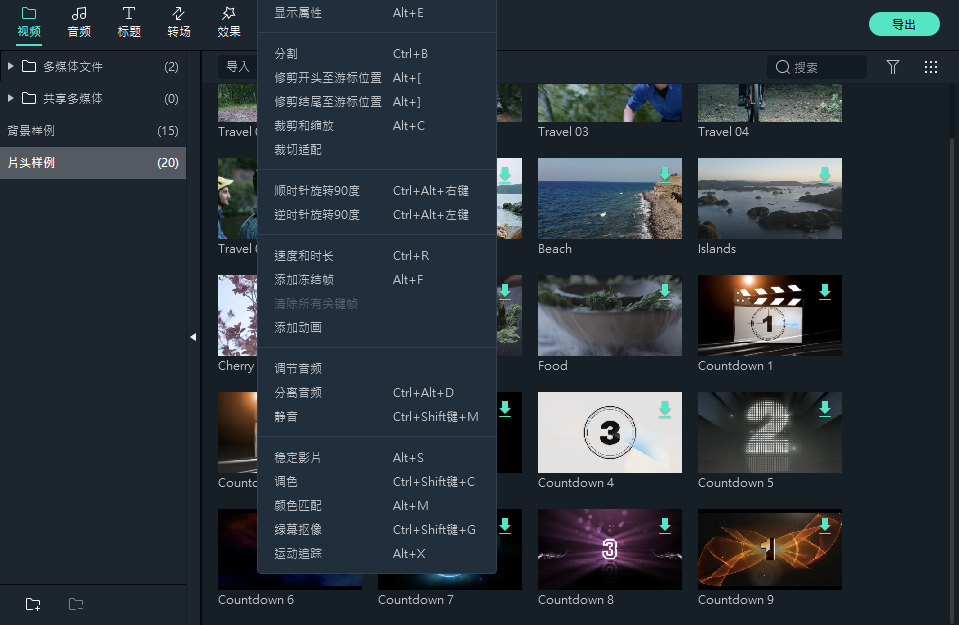 视频 音频 标题 转场 效果 导出
多媒体文件 (2)
共享多媒体 (0)
背景样例 (15)
片头样例 (20)
导入
搜索
显示属性 Alt+E
分割 Ctrl+B
修剪开头至游标位置 Alt+[
修剪结尾至游标位置 Alt+]
裁剪和缩放 Alt+C
裁切适配
顺时针旋转90度 Ctrl+Alt+右键
逆时针旋转90度 Ctrl+Alt+左键
速度和时长 Ctrl+R
添加冻结帧 Alt+F
清除所有关键帧
添加动画
调节音频
分离音频 Ctrl+Alt+D
静音 Ctrl+Shift键+M
稳定影片 Alt+S
调色 Ctrl+Shift键+C
颜色匹配 Alt+M
绿幕抠像 Ctrl+Shift键+G
运动追踪 Alt+X
Travel
Travel 03
Travel 04
Travel
Beach
Islands
Cherry
Food
1
Countdown 1
3
2
Countdown 4
Countdown 5
3
Countdown 6
Countdown 7
Countdown 8
Countdown 9